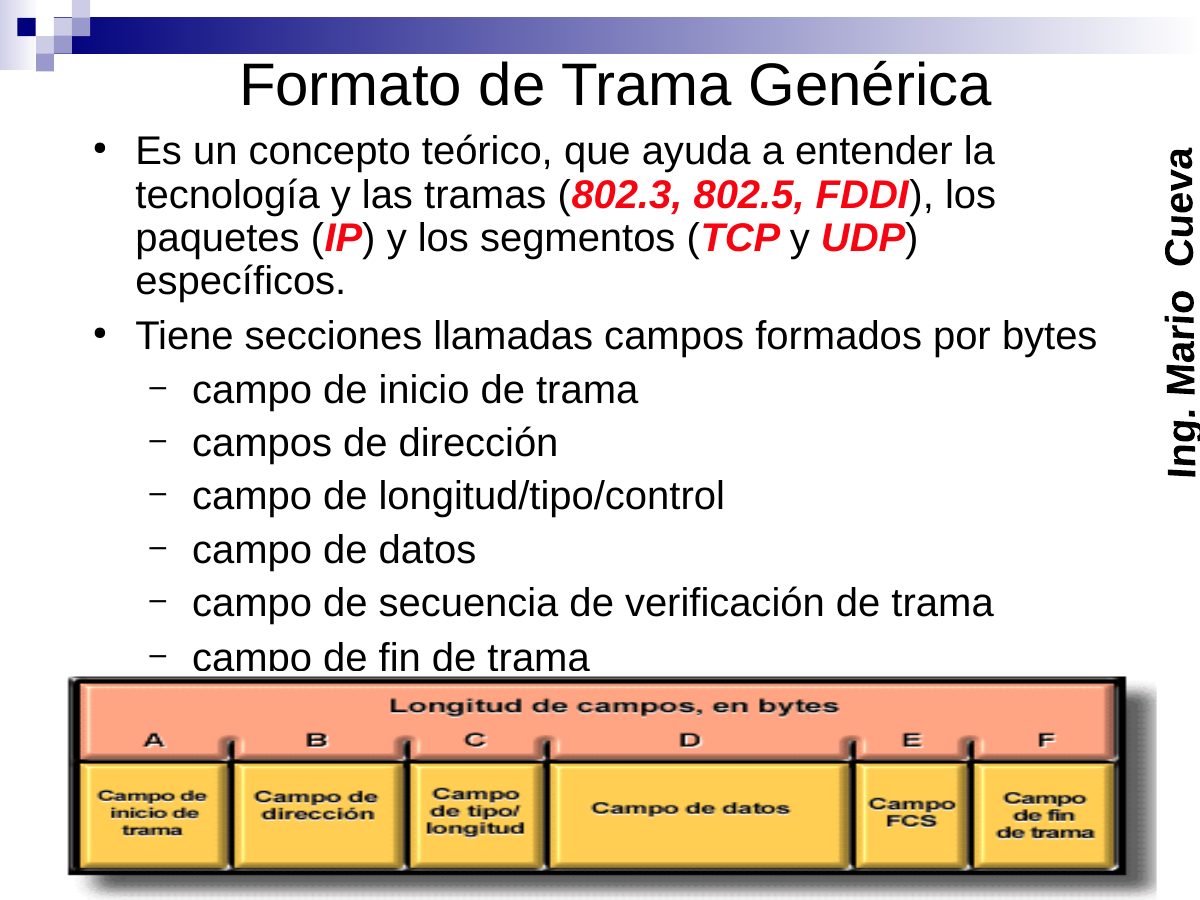 Formato de Trama Genérica
• Es un concepto teórico, que ayuda a entender la
tecnología y las tramas (802.3, 802.5, FDDI), los
paquetes (IP) y los segmentos (TCP y UDP)
específicos.
• Tiene secciones llamadas campos formados por bytes
– campo de inicio de trama
– campos de dirección
– campo de longitud/tipo/control
– campo de datos
– campo de secuencia de verificación de trama
– campo de fin de trama
Ing. Mario Cueva
Longitud de campos, en bytes
A B C D E F
Campo de
inicio de
trama
Campo de
dirección
Campo
de tipo/
longitud
Campo de datos
Campo
FCS
Campo
de fin
de trama